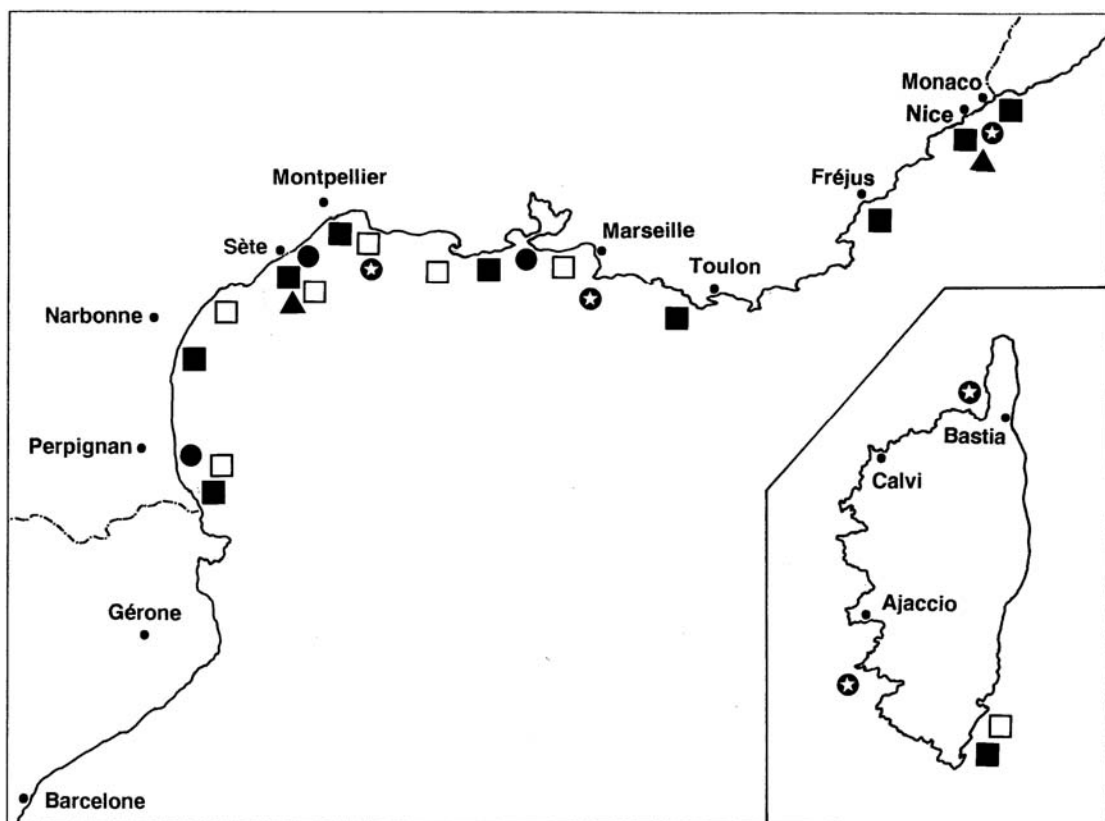 Monaco
Nice
Montpellier
Fréjus
Sète
Marseille
Toulon
Narbonne
Perpignan
Bastia
Calvi
Ajaccio
Gérone
Barcelone